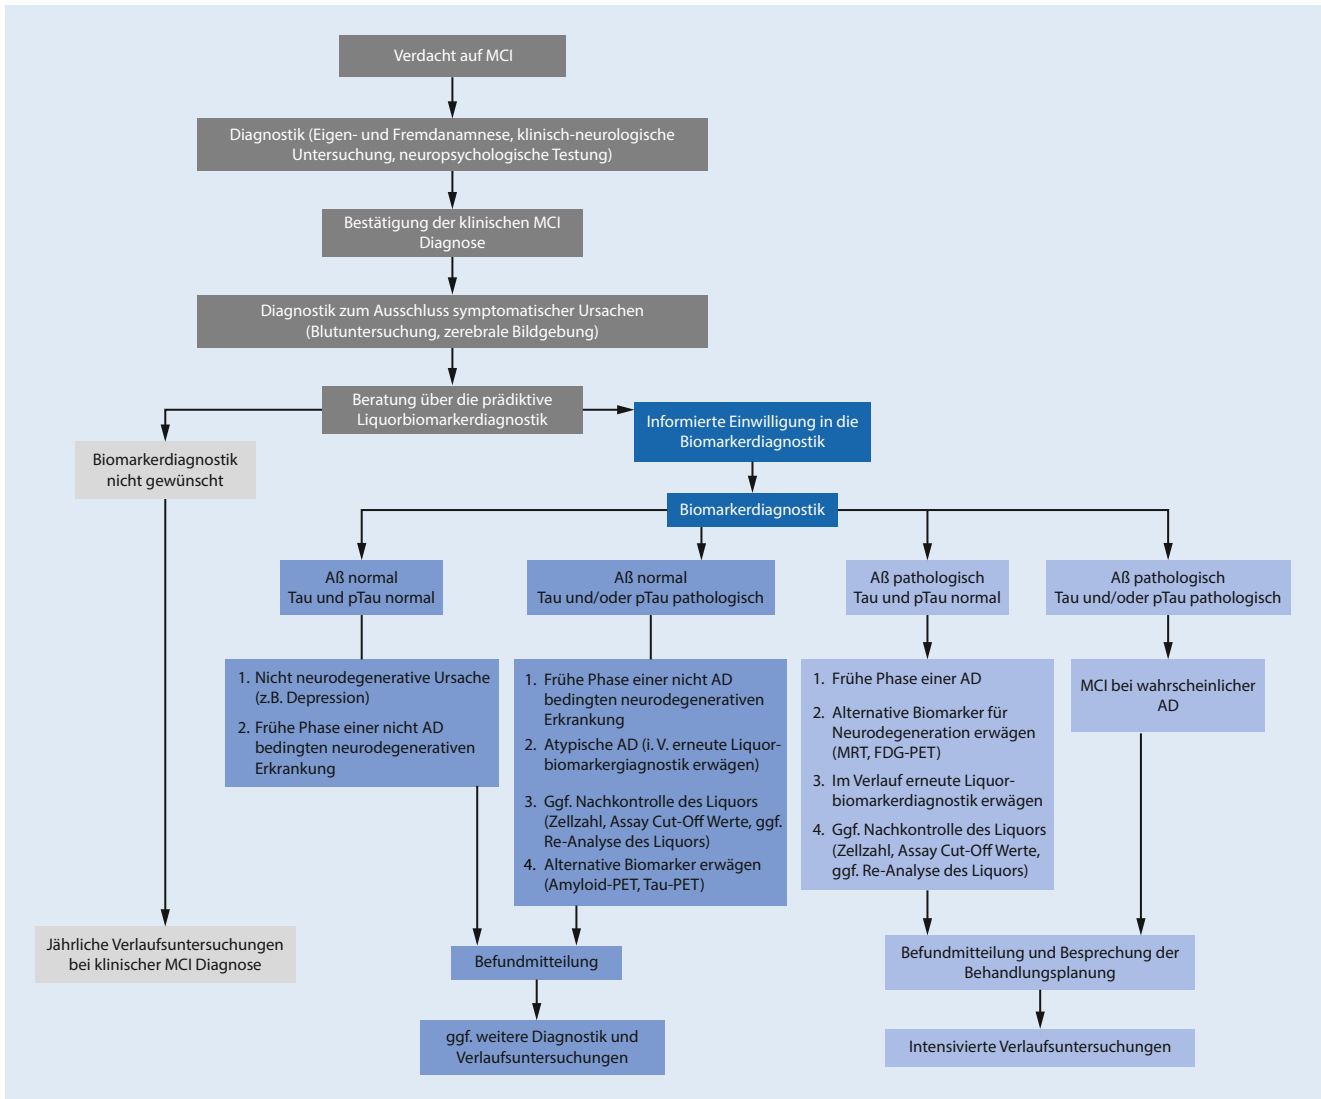 Verdacht auf MCI
Diagnostik (Eigen- und Fremdanamnese, klinisch-neurologische
Untersuchung, neuropsychologische Testung)
Bestätigung der klinischen MCI
Diagnose
Diagnostik zum Ausschluss symptomatischer Ursachen
(Blutuntersuchung, zerebrale Bildgebung)
Beratung über die prädiktive
Liquorbiomarkerdiagnostik
Informierte Einwilligung in die
Biomarkerdiagnostik
Biomarkerdiagnostik
nicht gewünscht
Biomarkerdiagnostik
Aß normal
Tau und pTau normal
Aß normal
Tau und/oder pTau pathologisch
Aß pathologisch
Tau und pTau normal
Aß pathologisch
Tau und/oder pTau pathologisch
1. Nicht neurodegenerative Ursache
(z.B. Depression)
2. Frühe Phase einer nicht AD
bedingten neurodegenerativen
Erkrankung
1. Frühe Phase einer nicht AD
bedingten neurodegenerativen
Erkrankung
2. Atypische AD (i. V. erneute Liquor-
biomarkergiagnostik erwägen)
3. Ggf. Nachkontrolle des Liquors
(Zellzahl, Assay Cut-Off Werte, ggf.
Re-Analyse des Liquors)
4. Alternative Biomarker erwägen
(Amyloid-PET, Tau-PET)
1. Frühe Phase einer AD
2. Alternative Biomarker für
Neurodegeneration erwägen
(MRT, FDG-PET)
3. Im Verlauf erneute Liquor-
biomarkerdiagnostik erwägen
4. Ggf. Nachkontrolle des Liquors
(Zellzahl, Assay Cut-Off Werte,
ggf. Re-Analyse des Liquors)
MCI bei wahrscheinlicher
AD
Jährliche Verlaufsuntersuchungen
bei klinischer MCI Diagnose
Befundmitteilung
Befundmitteilung und Besprechung der
Behandlungsplanung
ggf. weitere Diagnostik und
Verlaufsuntersuchungen
Intensivierte Verlaufsuntersuchungen